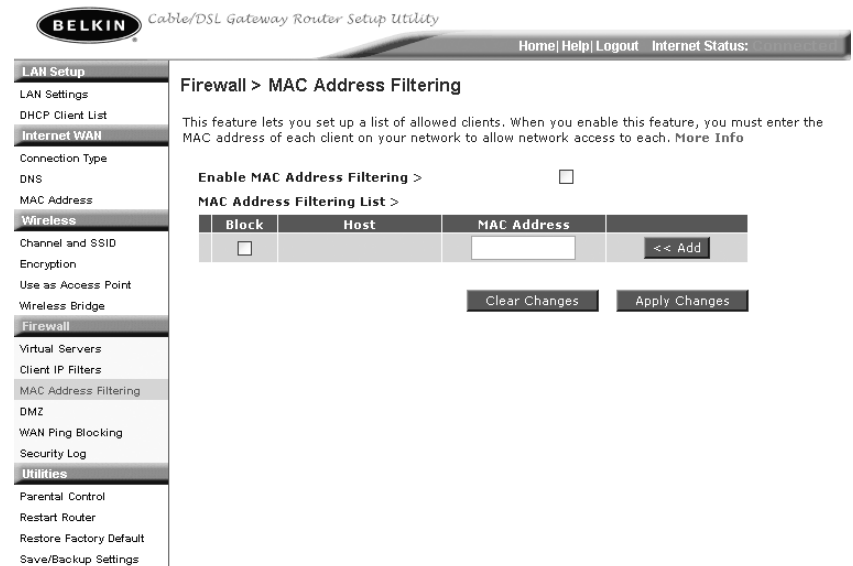 BELKIN Cable/DSL Gateway Router Setup Utility
Home| Help| Logout Internet Status: Connected
LAN Setup
LAN Settings
DHCP Client List
Internet WAN
Connection Type
DNS
MAC Address
Wireless
Channel and SSID
Encryption
Use as Access Point
Wireless Bridge
Firewall
Virtual Servers
Client IP Filters
MAC Address Filtering
DMZ
WAN Ping Blocking
Security Log
Utilities
Parental Control
Restart Router
Restore Factory Default
Save/Backup Settings
Firewall > MAC Address Filtering
This feature lets you set up a list of allowed clients. When you enable this feature, you must enter the
MAC address of each client on your network to allow network access to each. More Info
Enable MAC Address Filtering >
MAC Address Filtering List >
Block Host MAC Address
<< Add
Clear Changes Apply Changes